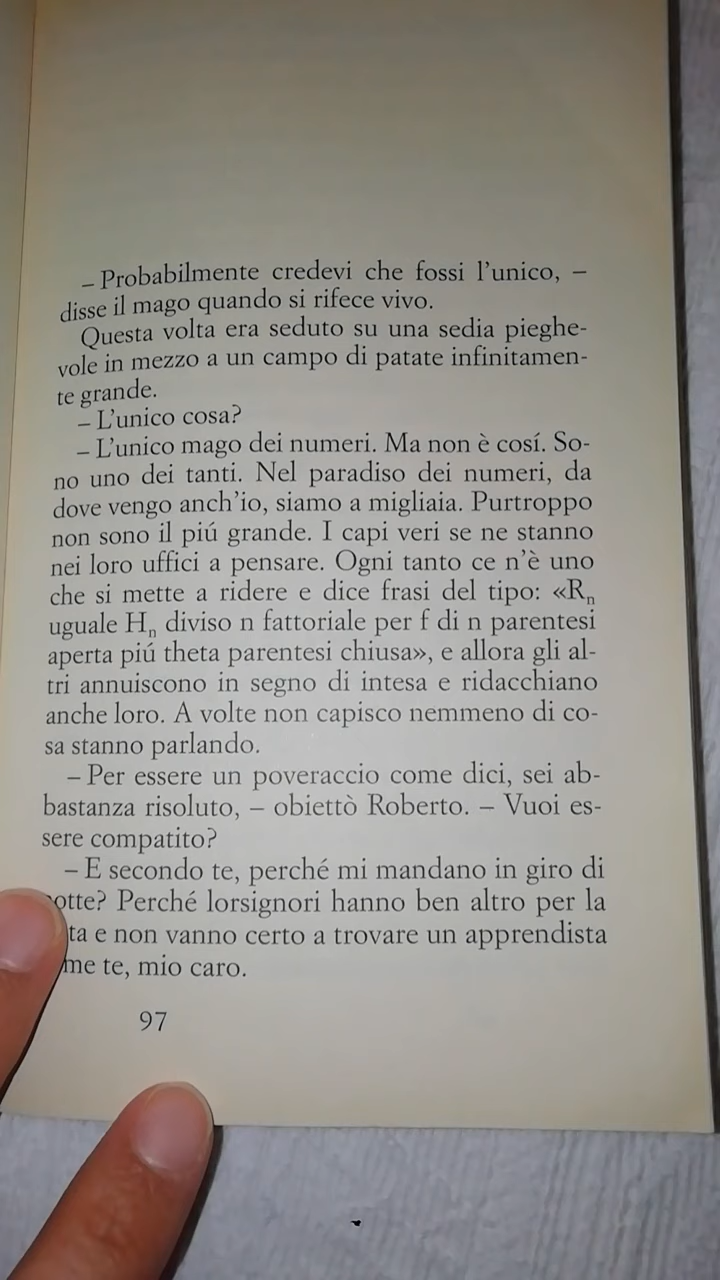 – Probabilmente credevi che fossi l'unico, –
disse il mago quando si rifece vivo.
Questa volta era seduto su una sedia pieghe-
vole in mezzo a un campo di patate infinitamen-
te grande.
– L'unico cosa?
– L'unico mago dei numeri. Ma non è cosí. So-
no uno dei tanti. Nel paradiso dei numeri, da
dove vengo anch'io, siamo a migliaia. Purtroppo
non sono il piú grande. I capi veri se ne stanno
nei loro uffici a pensare. Ogni tanto ce n'è uno
che si mette a ridere e dice frasi del tipo: «Rₙ
uguale Hₙ diviso n fattoriale per f di n parentesi
aperta piú theta parentesi chiusa», e allora gli al-
tri annuiscono in segno di intesa e ridacchiano
anche loro. A volte non capisco nemmeno di co-
sa stanno parlando.
– Per essere un poveraccio come dici, sei ab-
bastanza risoluto, – obiettò Roberto. – Vuoi es-
sere compatito?
– E secondo te, perché mi mandano in giro di
otte? Perché lorsignori hanno ben altro per la
ta e non vanno certo a trovare un apprendista
me te, mio caro.
97